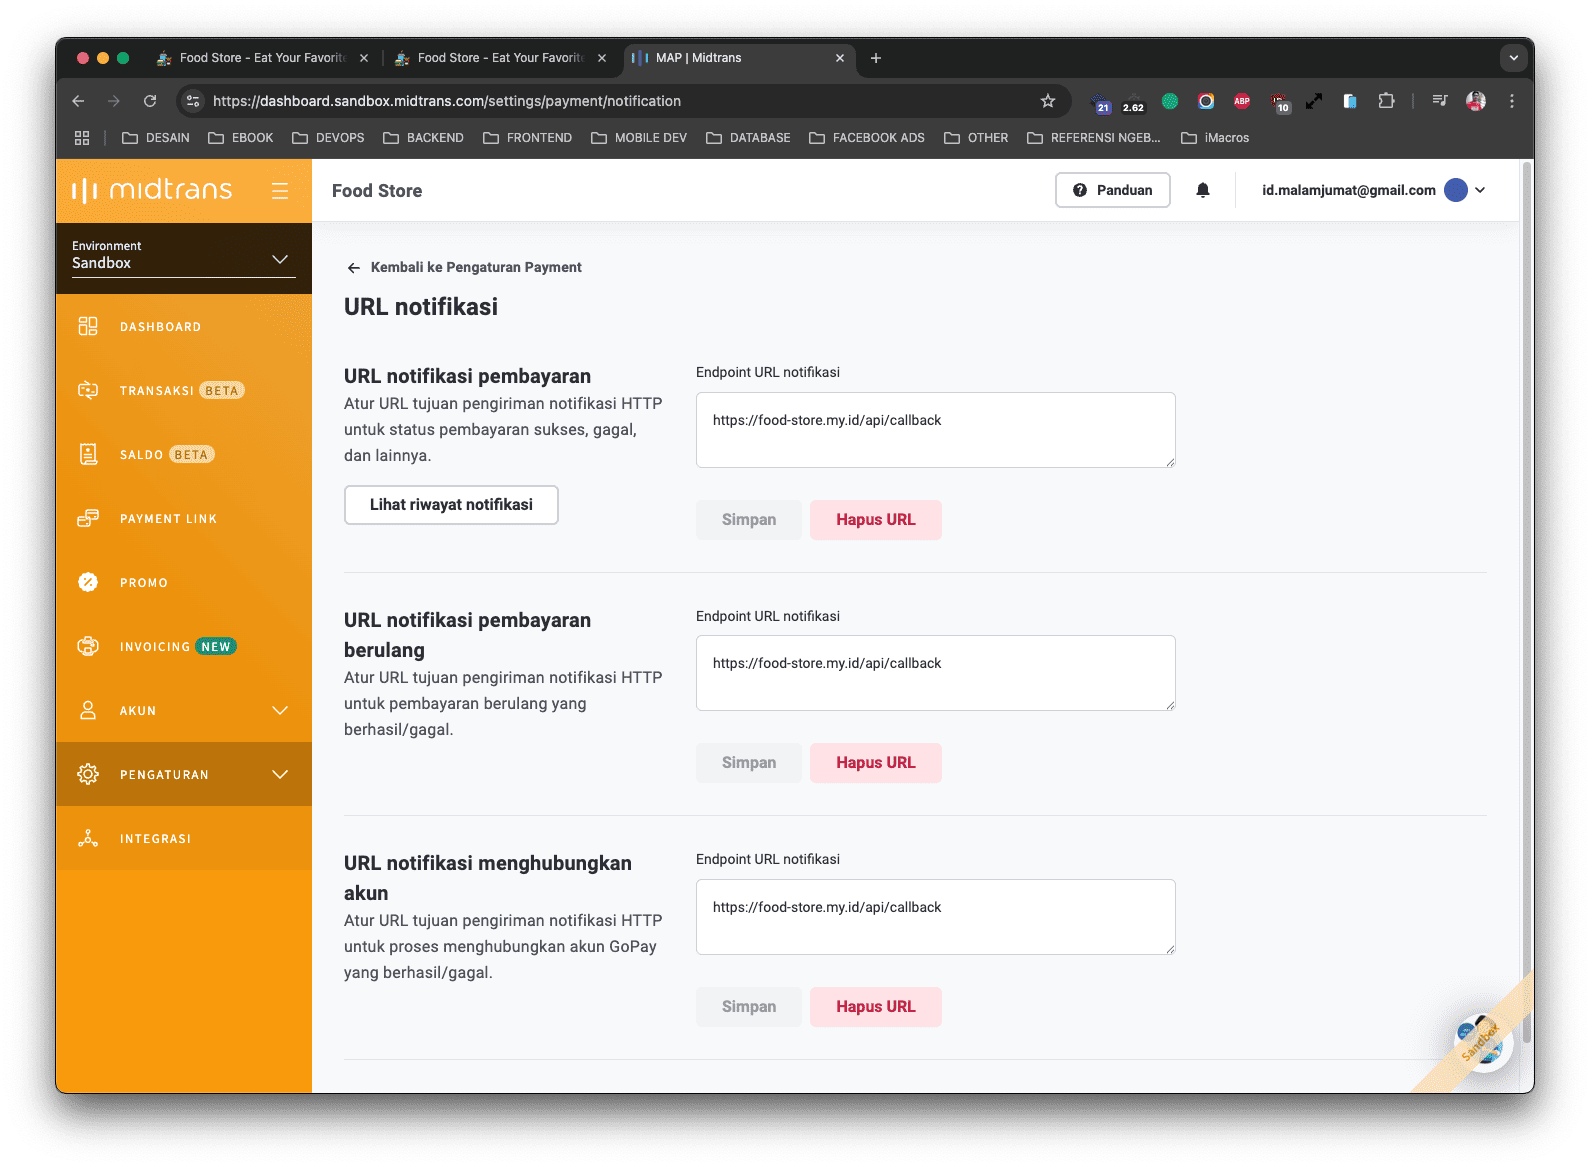 Food Store - Eat Your Favorite
Food Store - Eat Your Favorite
MAP | Midtrans
https://dashboard.sandbox.midtrans.com/settings/payment/notification
21
2.62
ABP
10
DESAIN
EBOOK
DEVOPS
BACKEND
FRONTEND
MOBILE DEV
DATABASE
FACEBOOK ADS
OTHER
REFERENSI NGEB...
iMacros
midtrans
Food Store
Panduan
id.malamjumat@gmail.com
Environment
Sandbox
DASHBOARD
TRANSAKSI BETA
SALDO BETA
PAYMENT LINK
PROMO
INVOICING NEW
AKUN
PENGATURAN
INTEGRASI
Kembali ke Pengaturan Payment
URL notifikasi
URL notifikasi pembayaran
Atur URL tujuan pengiriman notifikasi HTTP
untuk status pembayaran sukses, gagal,
dan lainnya.
Lihat riwayat notifikasi
Endpoint URL notifikasi
https://food-store.my.id/api/callback
Simpan
Hapus URL
URL notifikasi pembayaran
berulang
Atur URL tujuan pengiriman notifikasi HTTP
untuk pembayaran berulang yang
berhasil/gagal.
Endpoint URL notifikasi
https://food-store.my.id/api/callback
Simpan
Hapus URL
URL notifikasi menghubungkan
akun
Atur URL tujuan pengiriman notifikasi HTTP
untuk proses menghubungkan akun GoPay
yang berhasil/gagal.
Endpoint URL notifikasi
https://food-store.my.id/api/callback
Simpan
Hapus URL
Sandbox